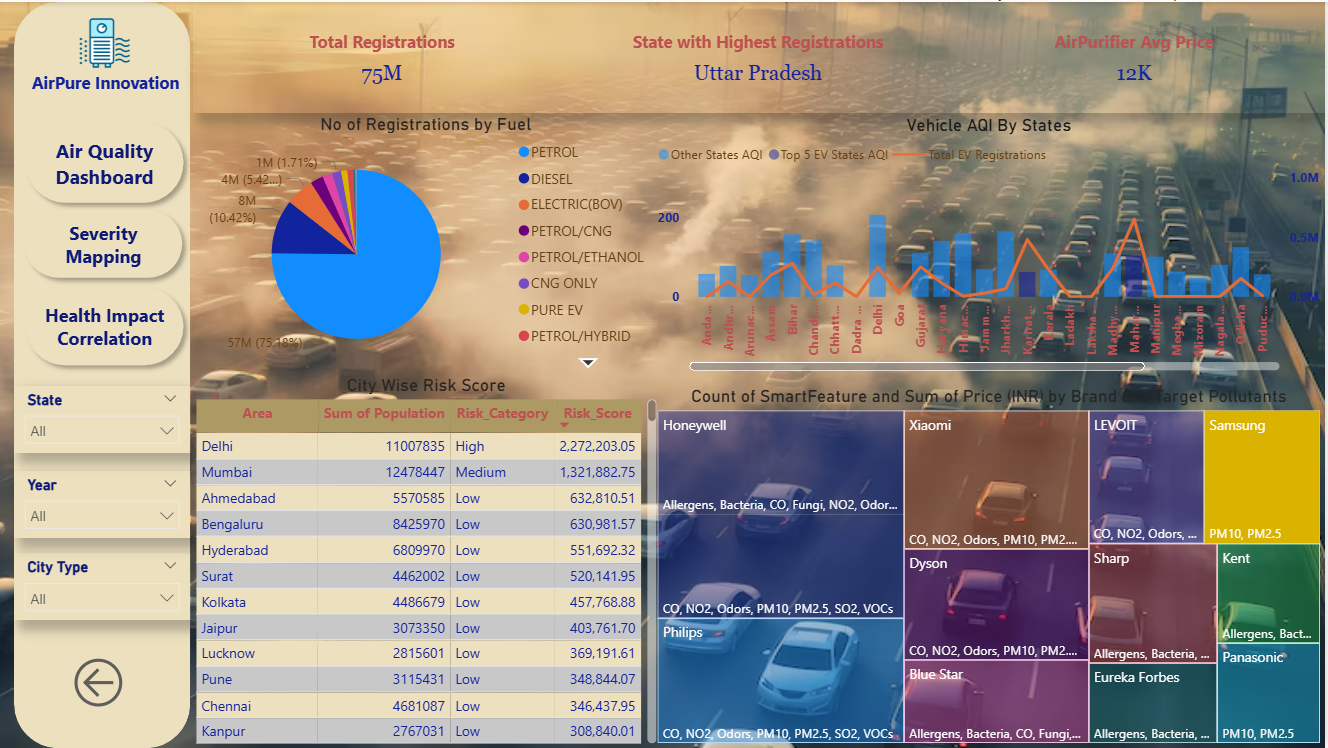 AirPure Innovation
Air Quality
Dashboard
Severity
Mapping
Health Impact
Correlation
State
All
Year
All
City Type
All
Total Registrations
75M
State with Highest Registrations
Uttar Pradesh
AirPurifier Avg Price
12K
No of Registrations by Fuel
1M (1.71%)
4M (5.42...)
8M
(10.42%)
57M (75.18%)
PETROL
DIESEL
ELECTRIC(BOV)
PETROL/CNG
PETROL/ETHANOL
CNG ONLY
PURE EV
PETROL/HYBRID
Vehicle AQI By States
Other States AQI Top 5 EV States AQI Total EV Registrations
200
0
1.0M
0.5M
0.0M
Anda...
Andhr...
Arunac...
Assam
Bihar
Chand...
Chhatt...
Dadra ...
Delhi
Goa
Gujarat
Haryana
Himac...
Jamm...
Jharkh...
Karnat...
Kerala
Ladakh
Laksha...
Madhy...
Mahar...
Manipur
Megha...
Mizoram
Nagala...
Odisha
Puduc...
City Wise Risk Score
Area Sum of Population Risk_Category Risk_Score
Delhi 11007835 High 2,272,203.05
Mumbai 12478447 Medium 1,321,882.75
Ahmedabad 5570585 Low 632,810.51
Bengaluru 8425970 Low 630,981.57
Hyderabad 6809970 Low 551,692.32
Surat 4462002 Low 520,141.95
Kolkata 4486679 Low 457,768.88
Jaipur 3073350 Low 403,761.70
Lucknow 2815601 Low 369,191.61
Pune 3115431 Low 348,844.07
Chennai 4681087 Low 346,437.95
Kanpur 2767031 Low 308,840.01
Count of SmartFeature and Sum of Price (INR) by Brand and Target Pollutants
Honeywell
Allergens, Bacteria, CO, Fungi, NO2, Odor...
CO, NO2, Odors, PM10, PM2.5, SO2, VOCs
Philips
CO, NO2, Odors, PM10, PM2.5, SO2, VOCs
Xiaomi
CO, NO2, Odors, PM10, PM2....
Dyson
CO, NO2, Odors, PM10, PM2....
Blue Star
Allergens, Bacteria, CO, Fungi,...
LEVOIT
CO, NO2, Odors, ...
Samsung
PM10, PM2.5
Sharp
Allergens, Bacteria, ...
Kent
Allergens, Bact...
Eureka Forbes
Allergens, Bacteria, ...
Panasonic
PM10, PM2.5